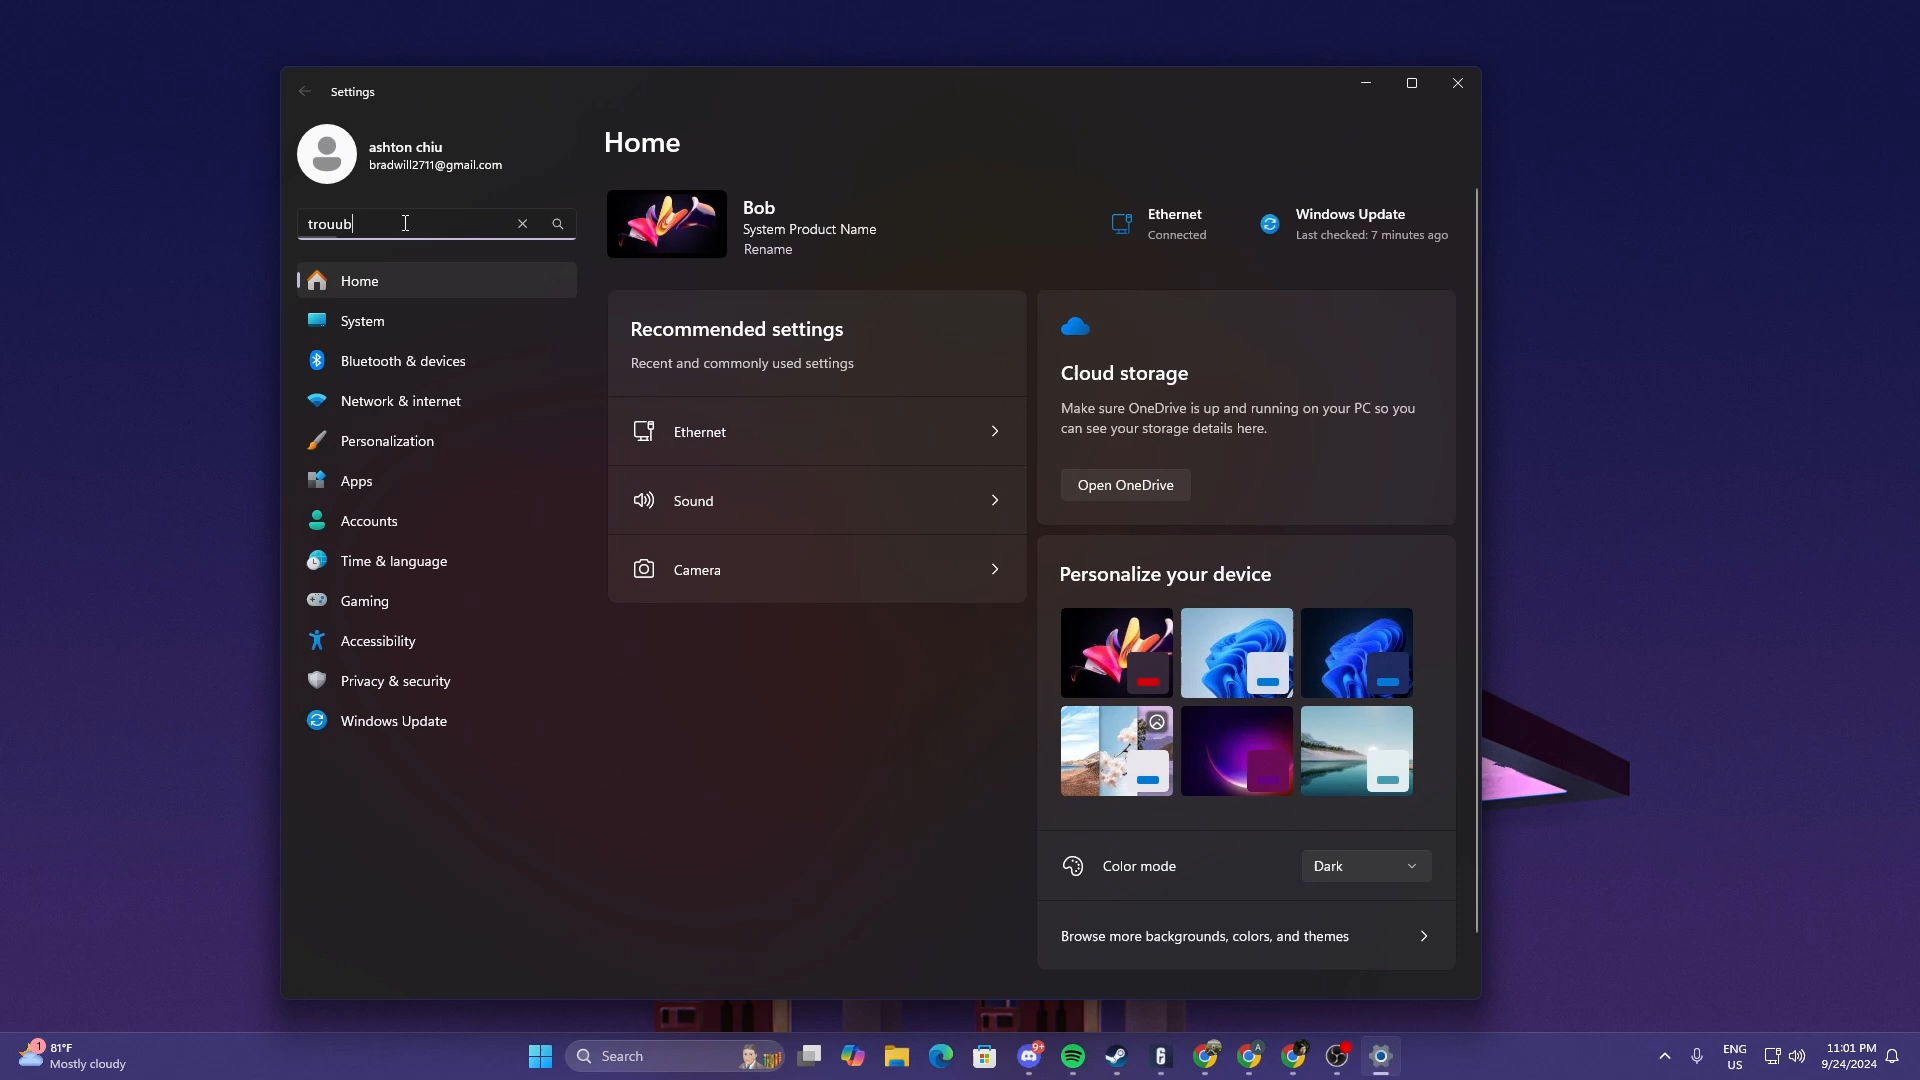 Settings
ashton chiu
bradwill2711@gmail.com
trouub
Home
System
Bluetooth & devices
Network & internet
Personalization
Apps
Accounts
Time & language
Gaming
Accessibility
Privacy & security
Windows Update
Home
Bob
System Product Name
Rename
Ethernet
Connected
Windows Update
Last checked: 7 minutes ago
Recommended settings
Recent and commonly used settings
Ethernet
Sound
Camera
Cloud storage
Make sure OneDrive is up and running on your PC so you
can see your storage details here.
Open OneDrive
Personalize your device
Color mode
Dark
Browse more backgrounds, colors, and themes
1
81°F
Mostly cloudy
Search
9+
A
ENG
US
11:01 PM
9/24/2024